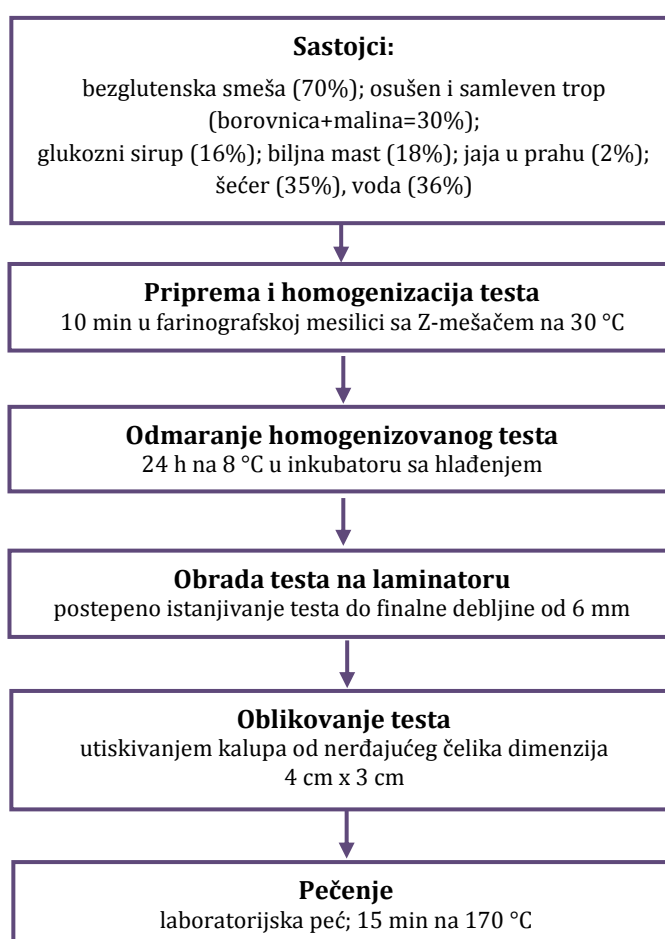 Sastojci:
bezglutenska smeša (70%); osušen i samleven trop
(borovnica+malina=30%);
glukozni sirup (16%); biljna mast (18%); jaja u prahu (2%);
šećer (35%), voda (36%)
Priprema i homogenizacija testa
10 min u farinografskoj mesilici sa Z-mešačem na 30 °C
Odmaranje homogenizovanog testa
24 h na 8 °C u inkubatoru sa hlađenjem
Obrada testa na laminatoru
postepeno istanjivanje testa do finalne debljine od 6 mm
Oblikovanje testa
utiskivanjem kalupa od nerđajućeg čelika dimenzija
4 cm x 3 cm
Pečenje
laboratorijska peć; 15 min na 170 °C